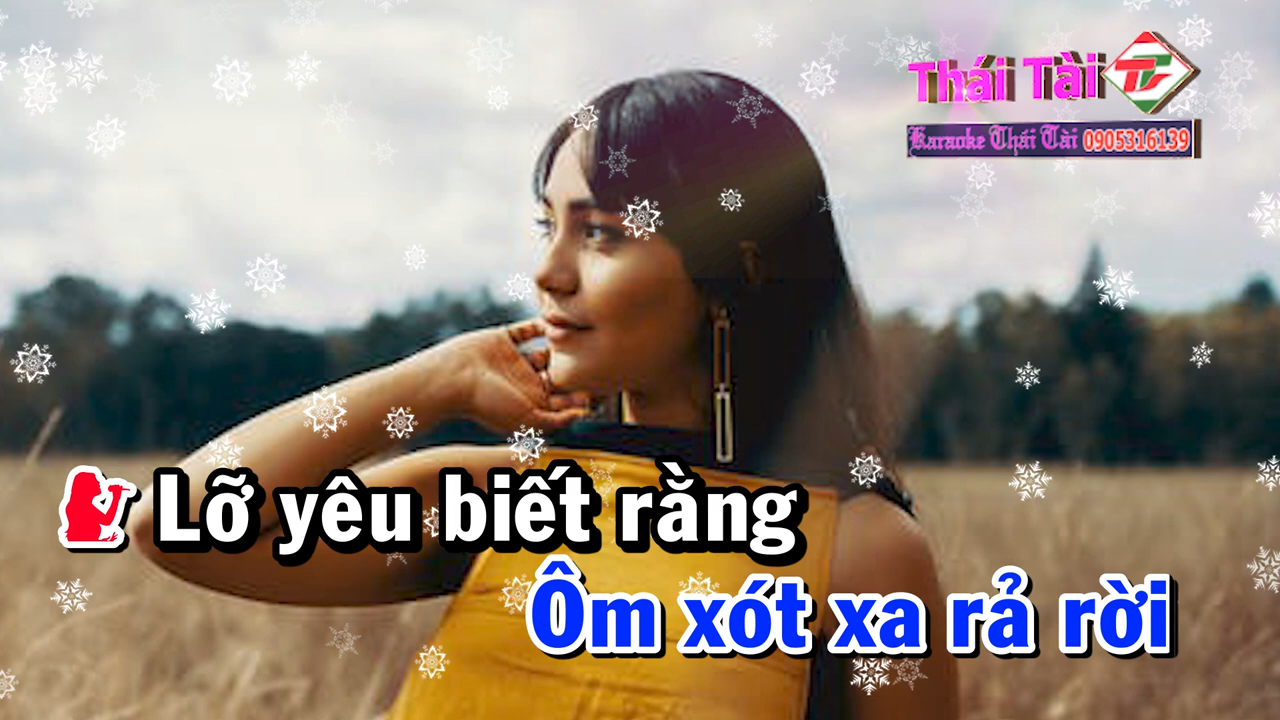 Thái Tài
Karaoke Thái Tài 0905316139
Lỡ yêu biết rằng
Ôm xót xa rả rời